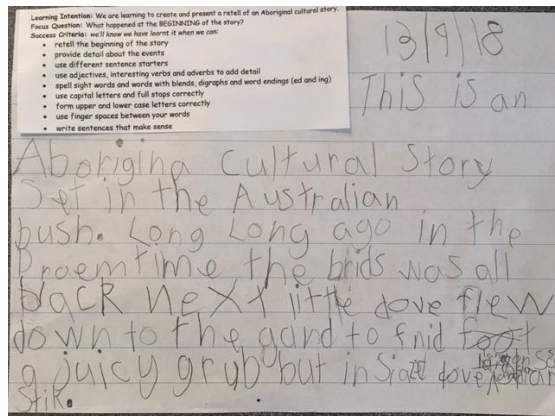 Learning Intention: We are learning to create and present a retell of an Aboriginal cultural story.
Focus Question: What happened at the BEGINNING of the story?
Success Criteria: we'll know we have learnt it when we can:
• retell the beginning of the story
• provide detail about the events
• use different sentence starters
• use adjectives, interesting verbs and adverbs to add detail
• spell sight words and words with blends, digraphs and word endings (ed and ing)
• use capital letters and full stops correctly
• form upper and lower case letters correctly
• use finger spaces between your words
• write sentences that make sense
13/9/18
This is an
Aborigina Cultural Story
Set in the Australian
bush. Long Long ago in the
Draemtime the brids was all
black next little dove flew
down to the gand to fnid
a juicy grub but in dove
Stik.